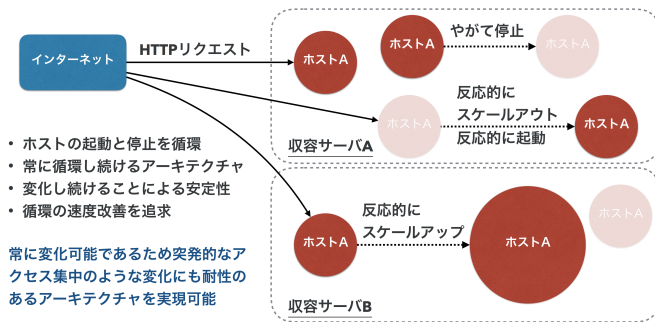 インターネット
HTTPリクエスト
ホストA
ホストA
やがて停止
ホストA
ホストA
反応的に
スケールアウト
反応的に起動
ホストA
収容サーバA
• ホストの起動と停止を循環
• 常に循環し続けるアーキテクチャ
• 変化し続けることによる安定性
• 循環の速度改善を追求
常に変化可能であるため突発的なア
クセス集中のような変化にも耐性の
あるアーキテクチャを実現可能
ホストA
反応的に
スケールアップ
ホストA
ホストA
収容サーバB